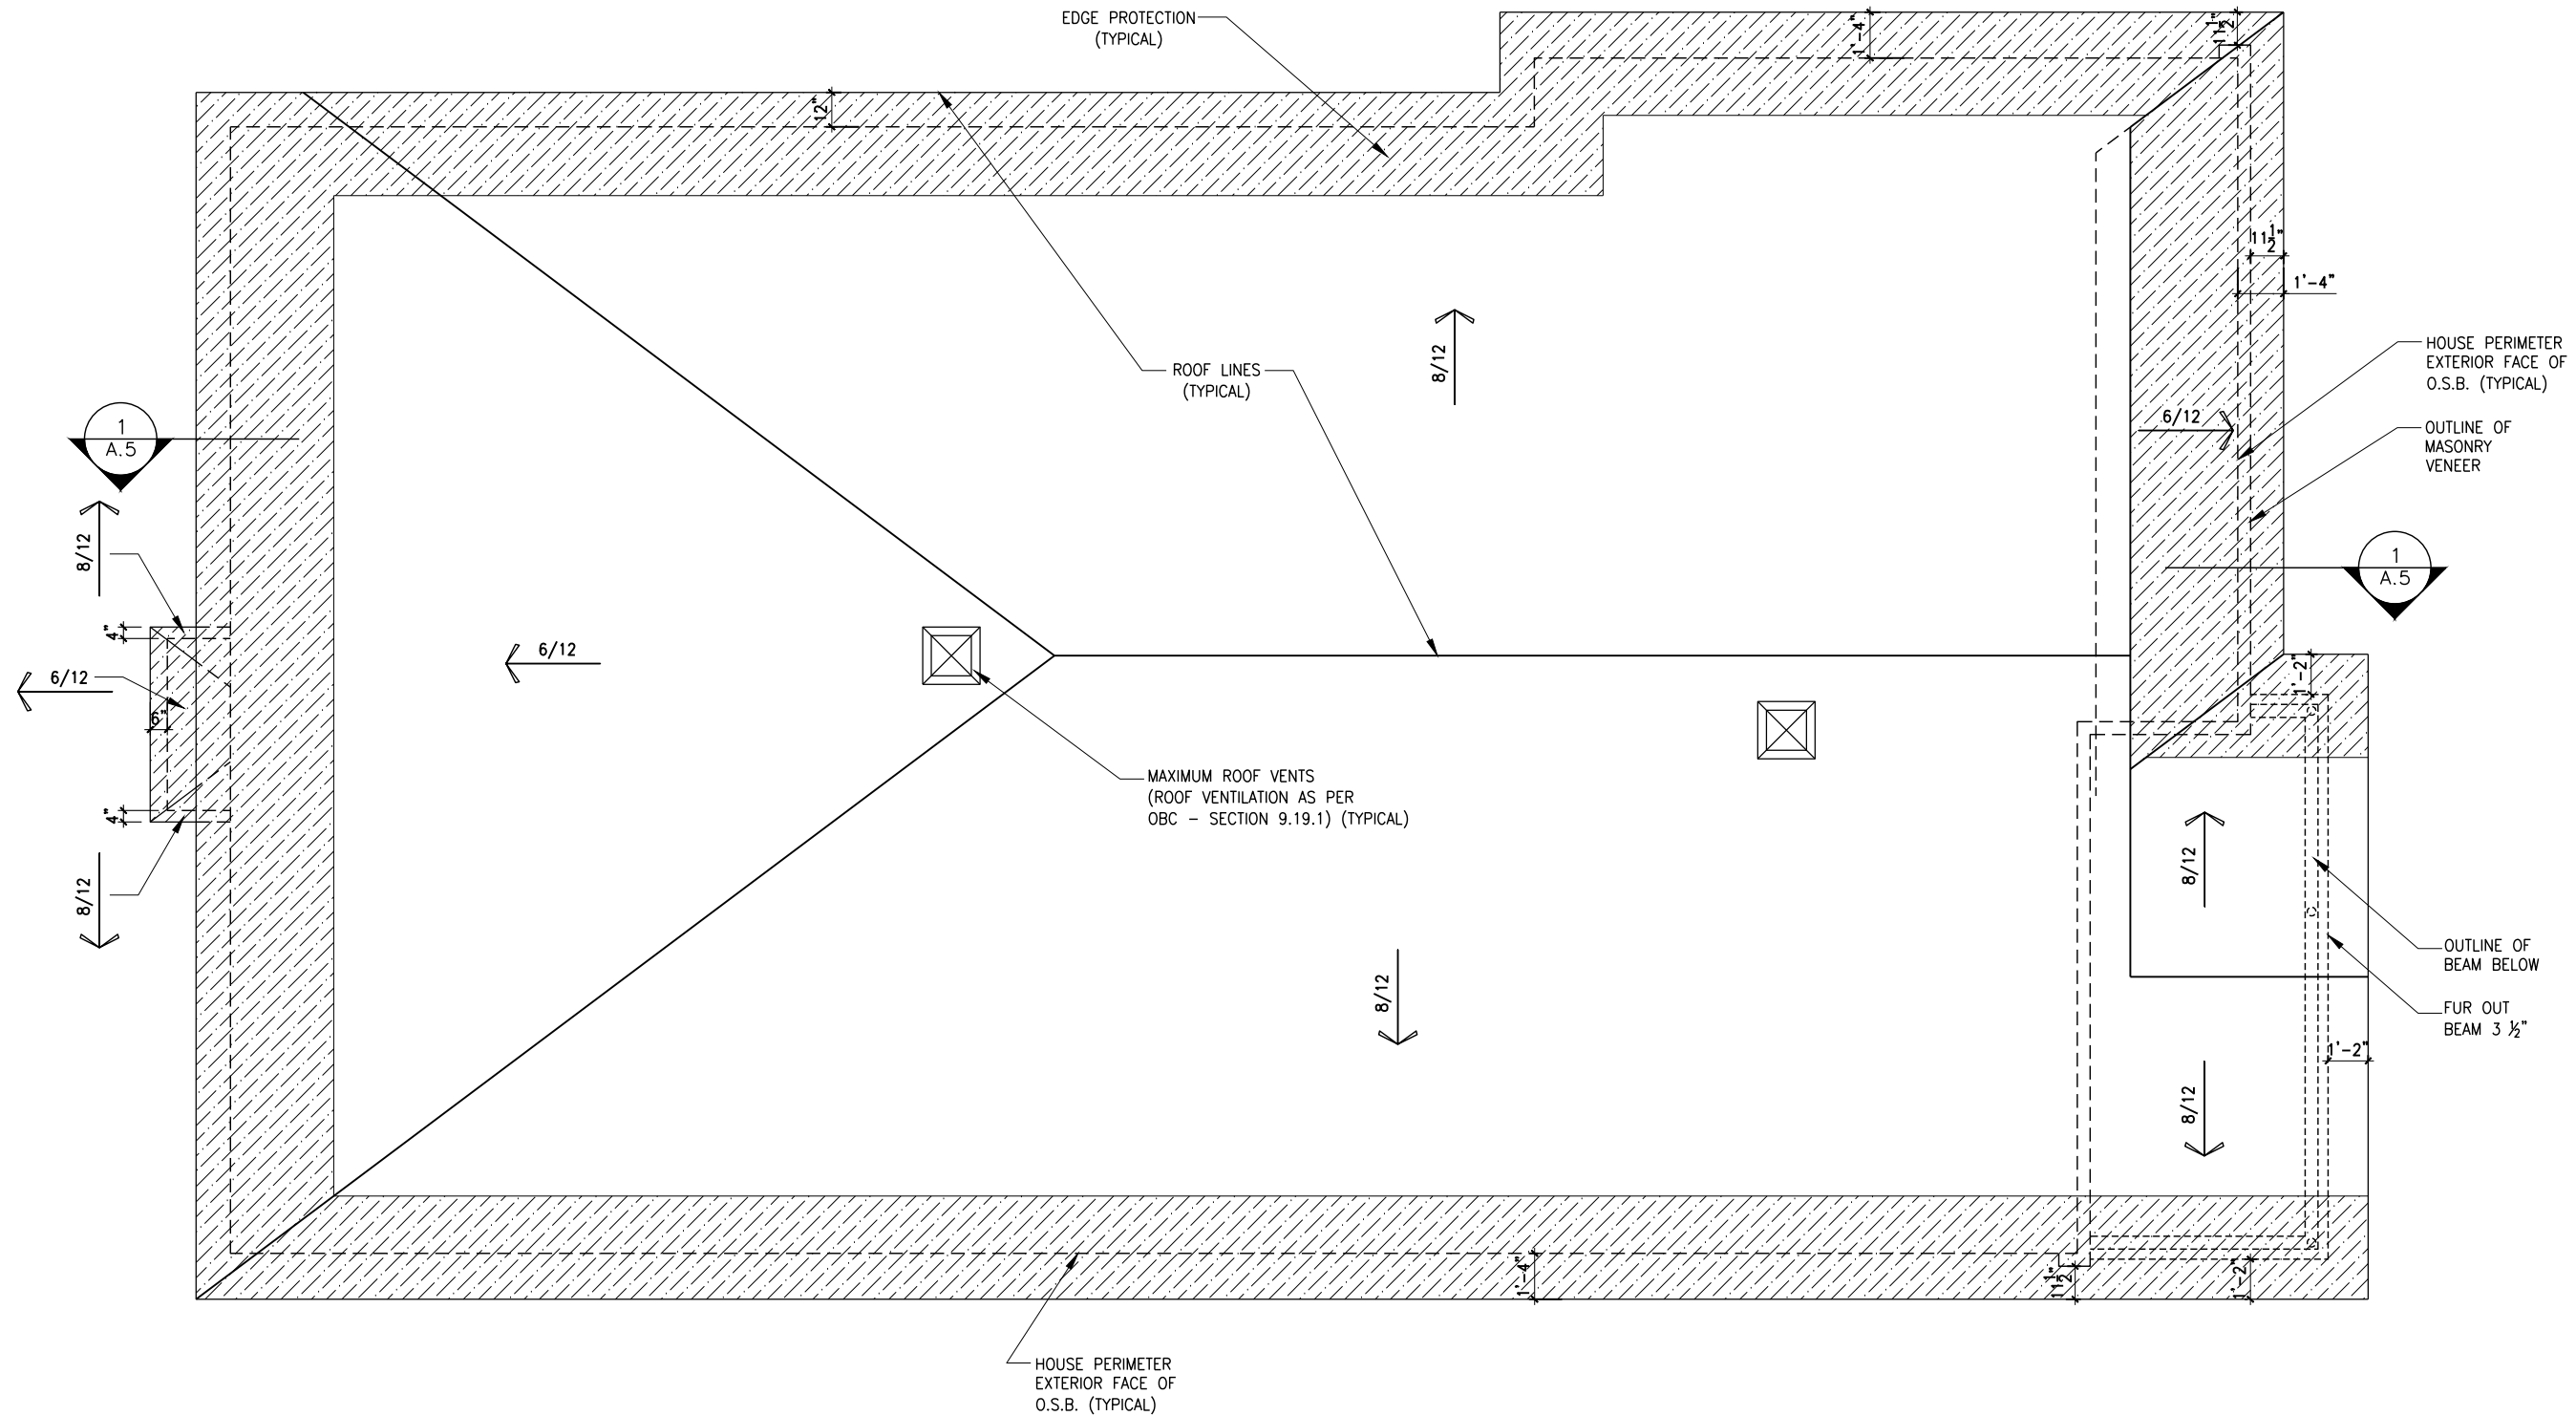 EDGE PROTECTION
(TYPICAL)
1'-4"
11 1/2"
12"
11 1/2"
1'-4"
HOUSE PERIMETER
EXTERIOR FACE OF
O.S.B. (TYPICAL)
ROOF LINES
(TYPICAL)
8/12
6/12
OUTLINE OF
MASONRY
VENEER
1
A.5
8/12
1
A.5
4"
6/12
6/12
6"
1'-2"
4"
MAXIMUM ROOF VENTS
(ROOF VENTILATION AS PER
OBC - SECTION 9.19.1) (TYPICAL)
8/12
8/12
8/12
OUTLINE OF
BEAM BELOW
FUR OUT
BEAM 3 ½"
1'-2"
8/12
1'-4"
11 1/2"
1'-2"
HOUSE PERIMETER
EXTERIOR FACE OF
O.S.B. (TYPICAL)